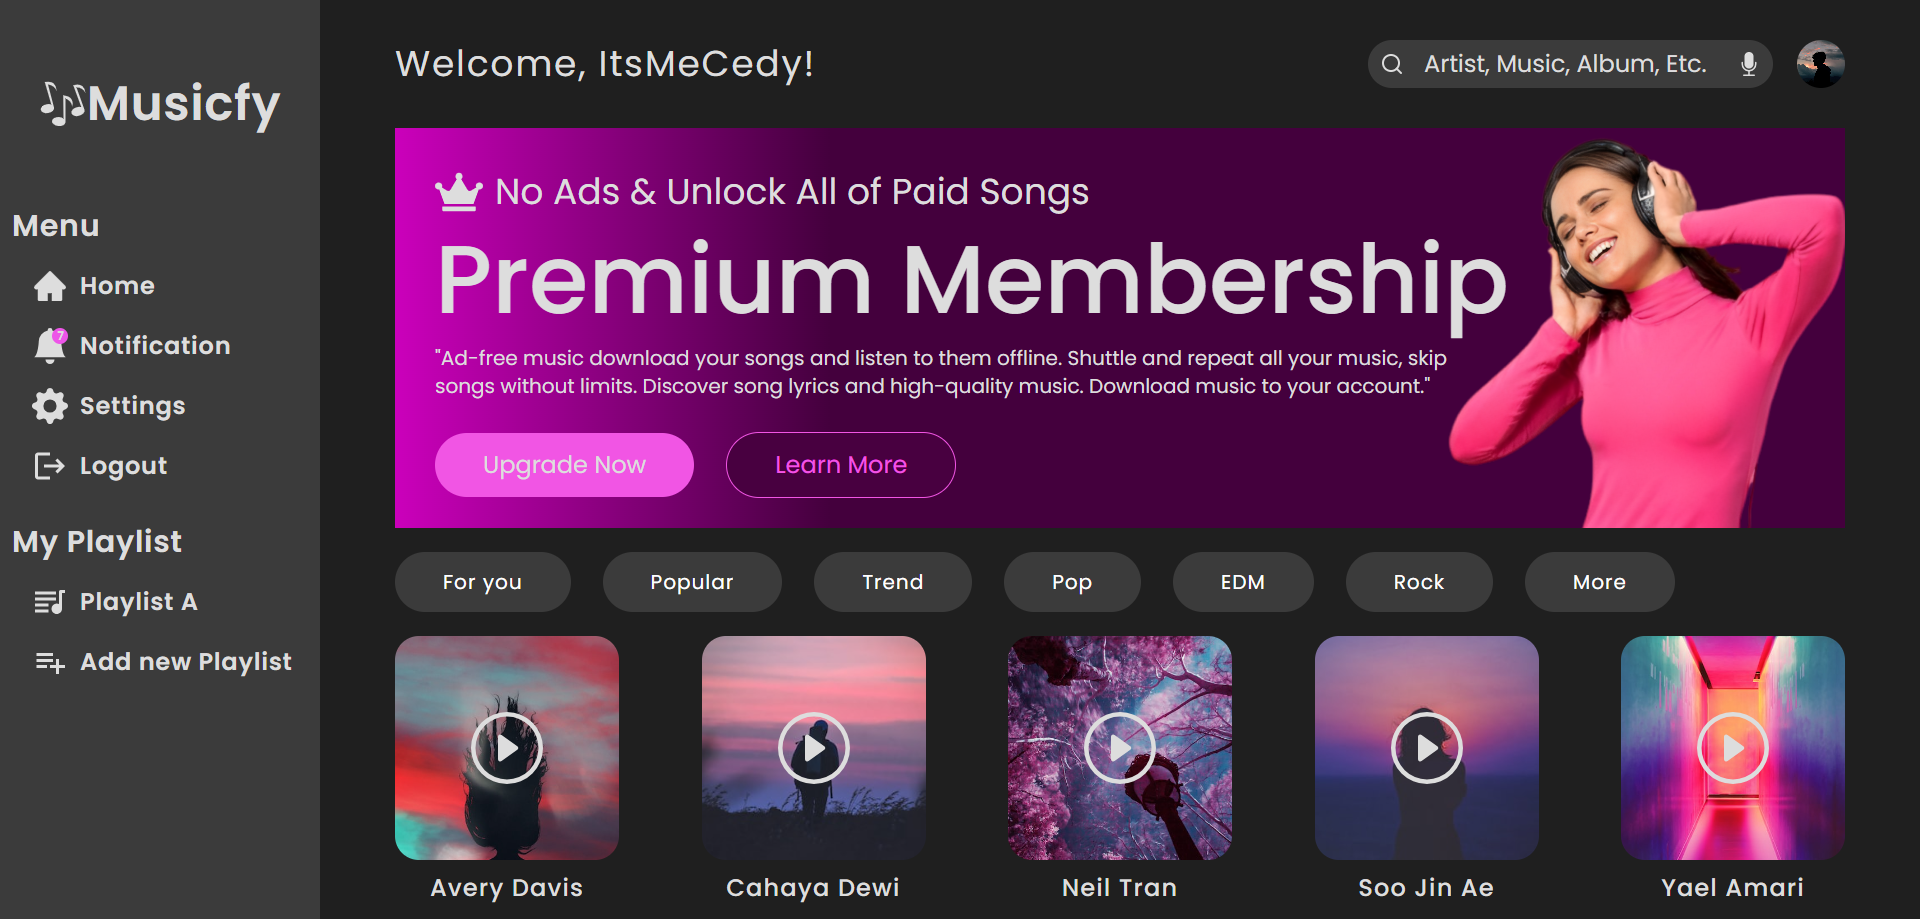 Musicfy
Menu
Home
7
Notification
Settings
Logout
My Playlist
Playlist A
Add new Playlist
Welcome, ItsMeCedy!
Artist, Music, Album, Etc.
No Ads & Unlock All of Paid Songs
Premium Membership
"Ad-free music download your songs and listen to them offline. Shuttle and repeat all your music, skip
songs without limits. Discover song lyrics and high-quality music. Download music to your account."
Upgrade Now
Learn More
For you
Popular
Trend
Pop
EDM
Rock
More
Avery Davis
Cahaya Dewi
Neil Tran
Soo Jin Ae
Yael Amari